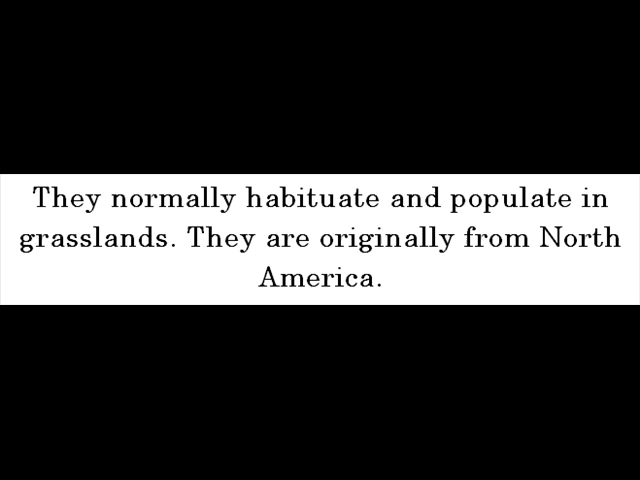 They normally habituate and populate in
grasslands. They are originally from North
America.